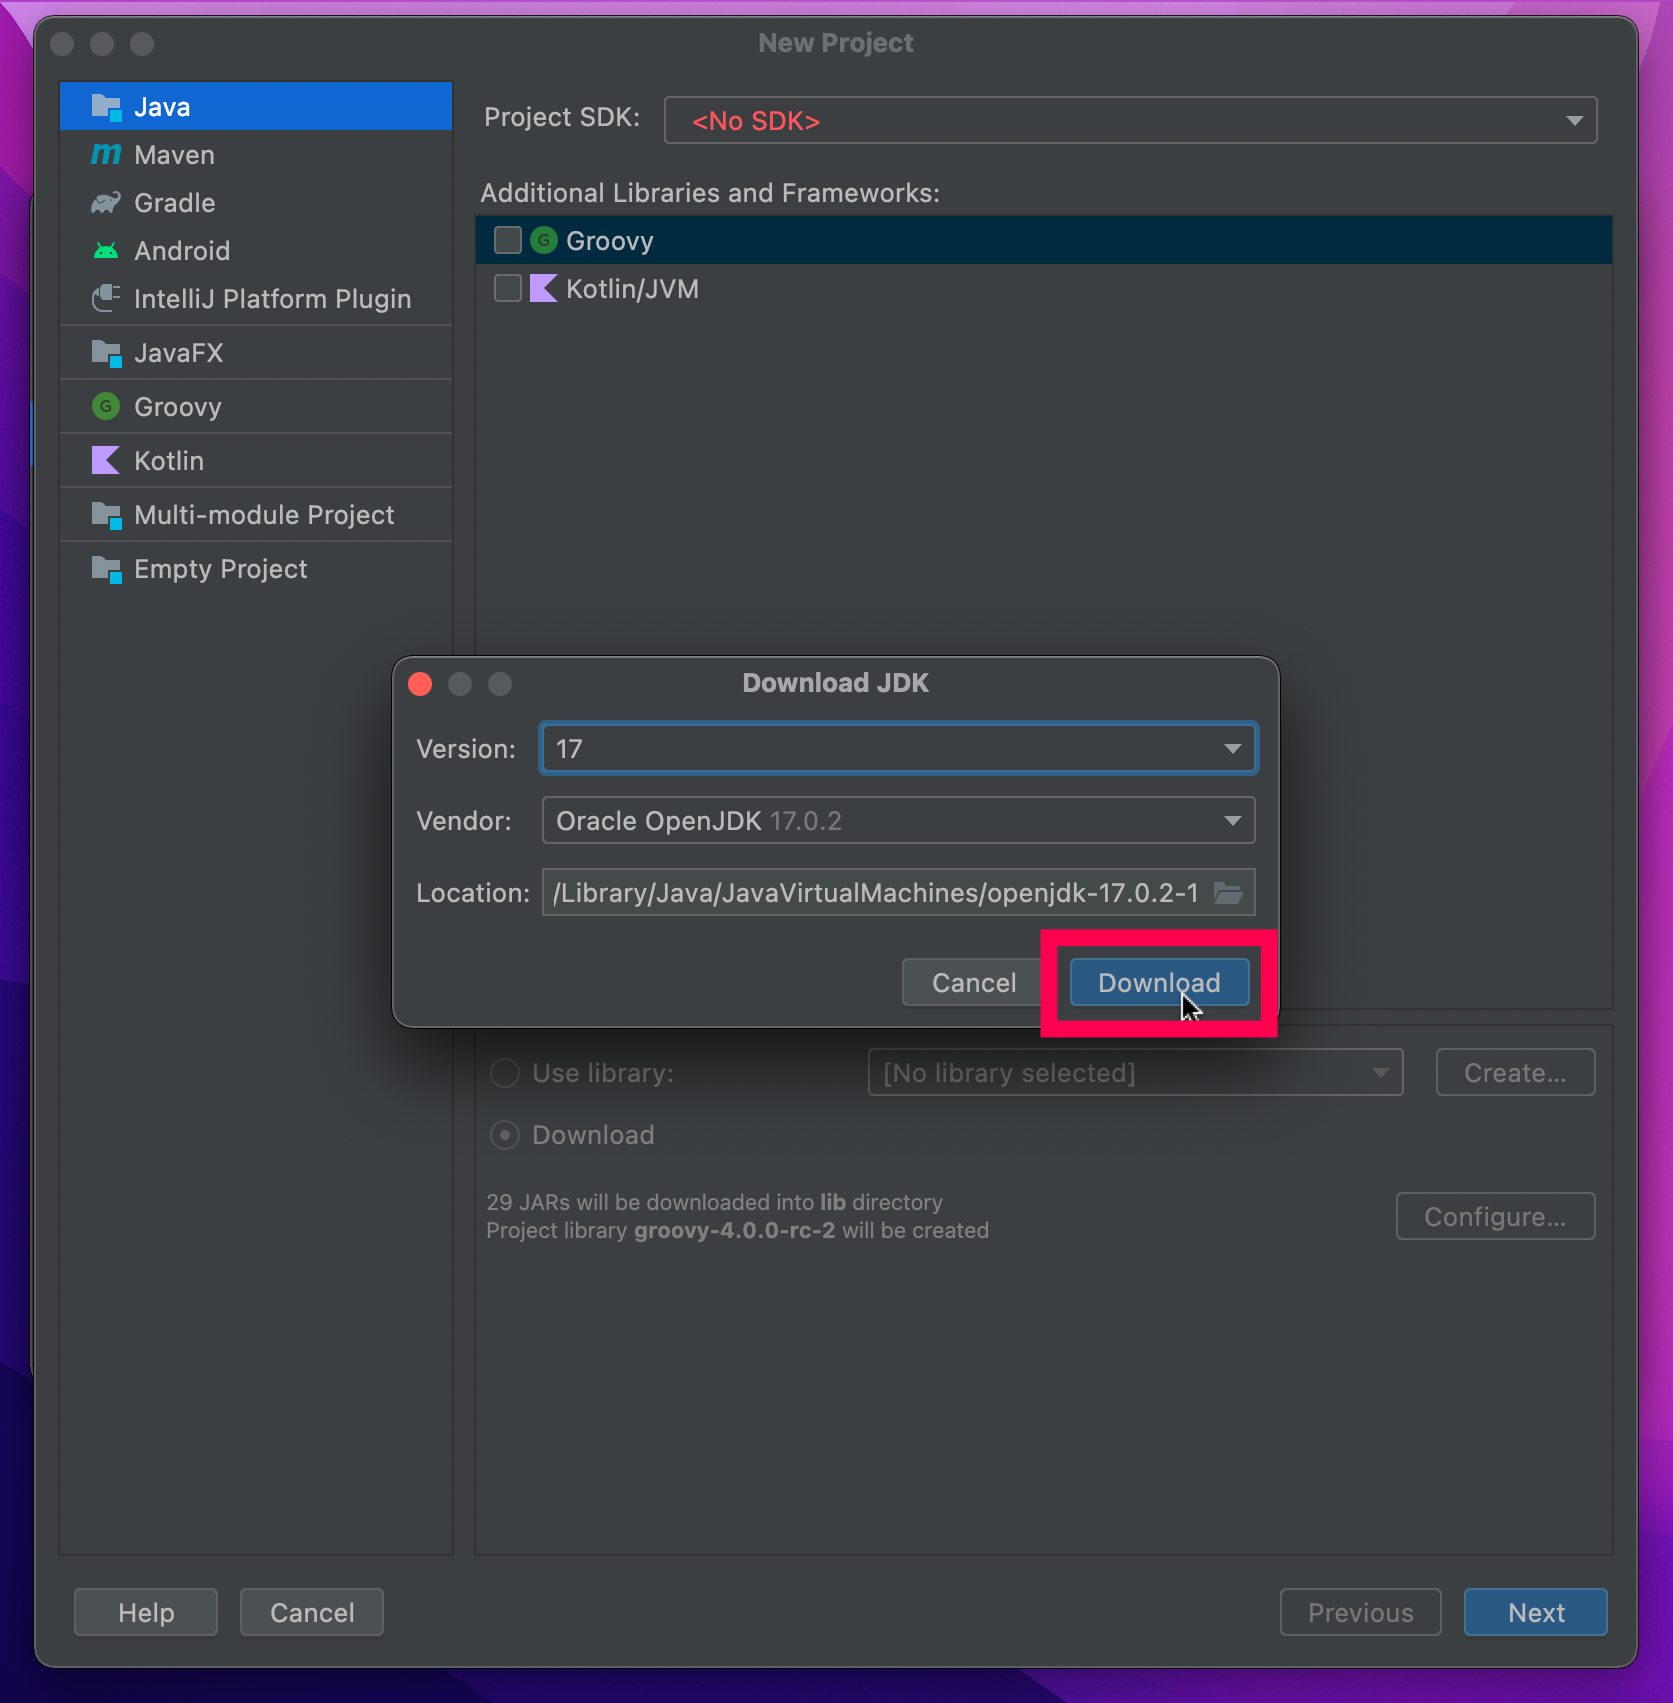 New Project
Java
Maven
Gradle
Android
IntelliJ Platform Plugin
JavaFX
Groovy
Kotlin
Multi-module Project
Empty Project
Project SDK: <No SDK>
Additional Libraries and Frameworks:
G Groovy
Kotlin/JVM
Download JDK
Version: 17
Vendor: Oracle OpenJDK 17.0.2
Location: /Library/Java/JavaVirtualMachines/openjdk-17.0.2-1
Cancel Download
Use library: [No library selected] Create...
Download
29 JARs will be downloaded into lib directory
Project library groovy-4.0.0-rc-2 will be created
Configure...
Help Cancel Previous Next